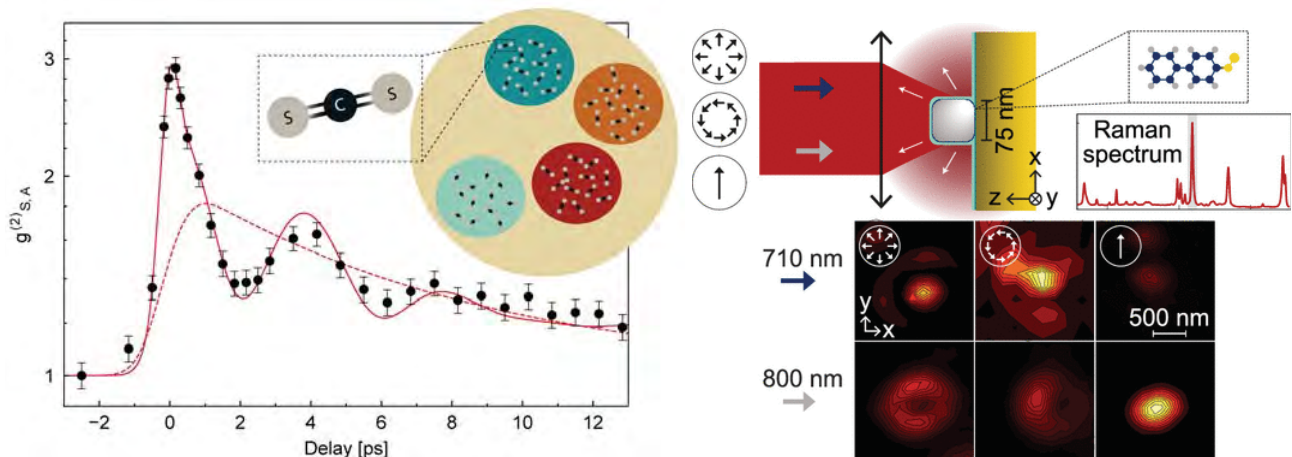 3
2
1
g(2)S,A
−2
0
2
4
6
8
10
12
Delay [ps]
S
C
S
75 nm
x
z
y
Raman
spectrum
710 nm
y
x
500 nm
800 nm